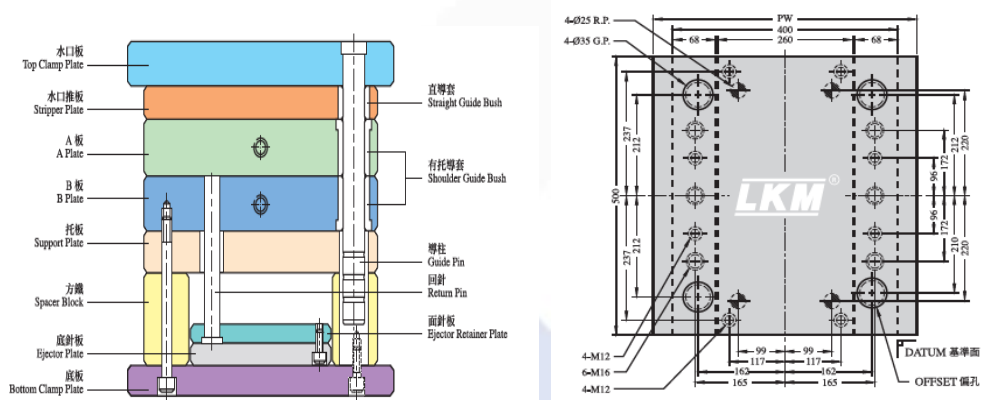 水口板
Top Clamp Plate
水口推板
Stripper Plate
A 板
A Plate
B 板
B Plate
托板
Support Plate
方鐵
Spacer Block
底針板
Ejector Plate
底板
Bottom Clamp Plate
直導套
Straight Guide Bush
有托導套
Shoulder Guide Bush
導柱
Guide Pin
回針
Return Pin
面針板
Ejector Retainer Plate
4-Ø25 R.P.
4-Ø35 G.P.
PW
400
68
260
68
237
212
500
237
212
LKM®
96
172
212
220
96
172
210
220
4-M12
6-M16
4-M12
99
99
117
117
162
162
165
165
DATUM 基準面
OFFSET 偏孔